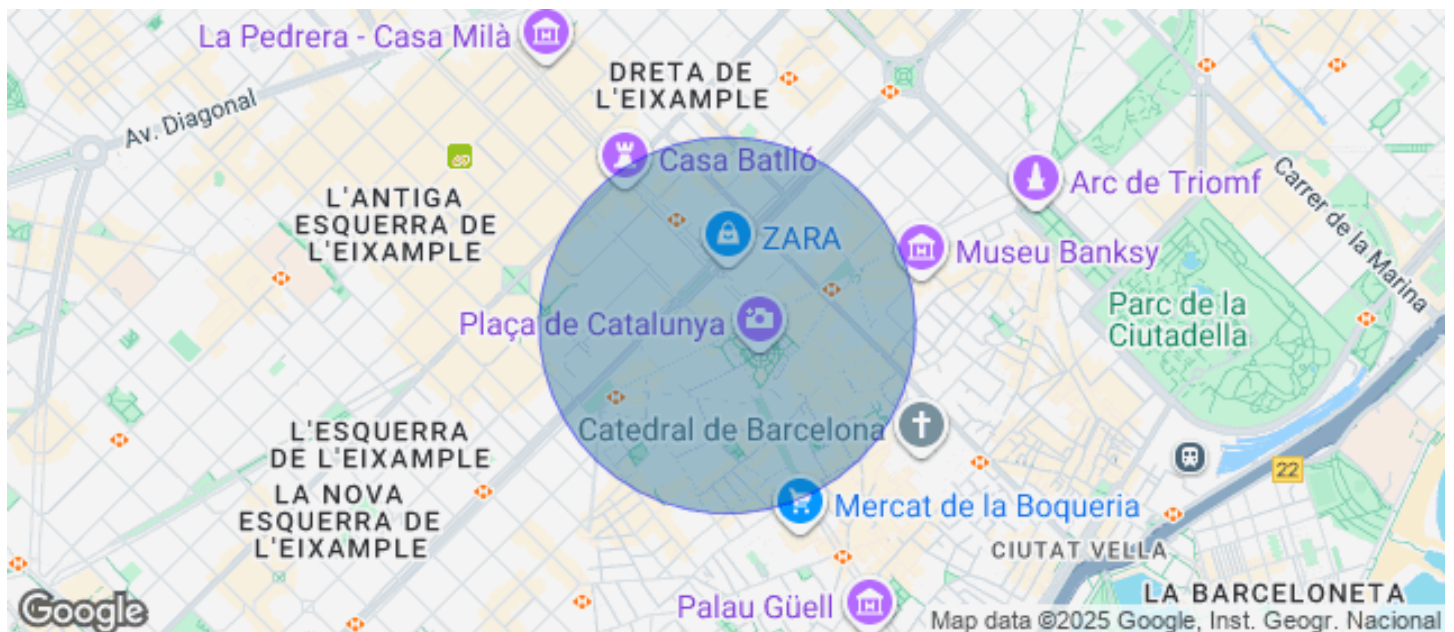 La Pedrera - Casa Milà
DRETA DE
L'EIXAMPLE
Av. Diagonal
Casa Batlló
Arc de Triomf
Carrer de la Marina
L'ANTIGA
ESQUERRA DE
L'EIXAMPLE
ZARA
Museu Banksy
Plaça de Catalunya
Parc de la
Ciutadella
L'ESQUERRA
DE L'EIXAMPLE
Catedral de Barcelona
22
LA NOVA
ESQUERRA DE
L'EIXAMPLE
Mercat de la Boqueria
CIUTAT VELLA
LA BARCELONETA
Palau Güell
Google
Map data ©2025 Google, Inst. Geogr. Nacional